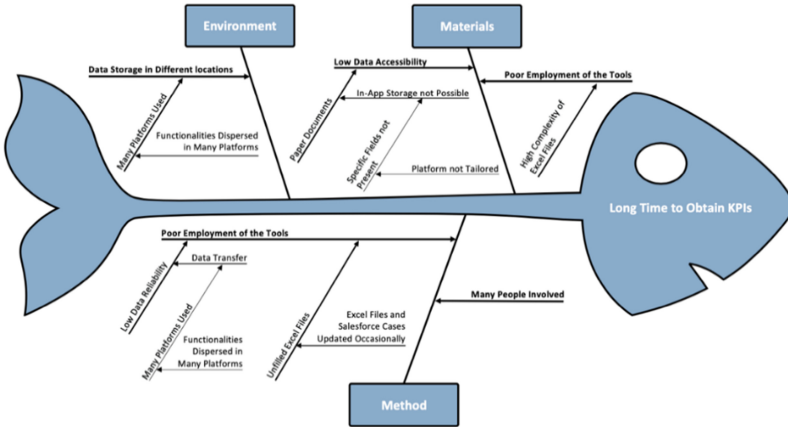 Environment
Materials
Data Storage in Different locations
Many Platforms Used
Functionalities Dispersed
in Many Platforms
Low Data Accessibility
Paper Documents
In-App Storage not Possible
Specific Fields not
Present
Platform not Tailored
Poor Employment of the Tools
High Complexity of
Excel Files
Long Time to Obtain KPIs
Poor Employment of the Tools
Low Data Reliability
Data Transfer
Many Platforms Used
Functionalities
Dispersed in
Many Platforms
Unfilled Excel Files
Excel Files and
Salesforce Cases
Updated Occasionally
Many People Involved
Method